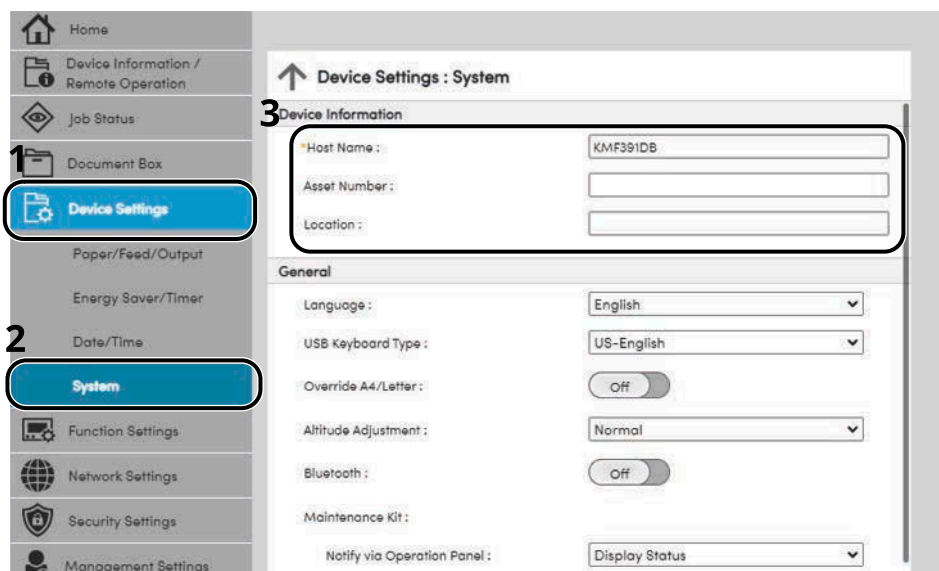 Home
Device Information /
Remote Operation
Job Status
1
Document Box
Device Settings
Paper/Feed/Output
Energy Saver/Timer
2
Date/Time
System
Function Settings
Network Settings
Security Settings
Management Settings
Device Settings : System
3
Device Information
*Host Name : KMF391DB
Asset Number :
Location :
General
Language : English
USB Keyboard Type : US-English
Override A4/Letter : Off
Altitude Adjustment : Normal
Bluetooth : Off
Maintenance Kit :
Notify via Operation Panel : Display Status